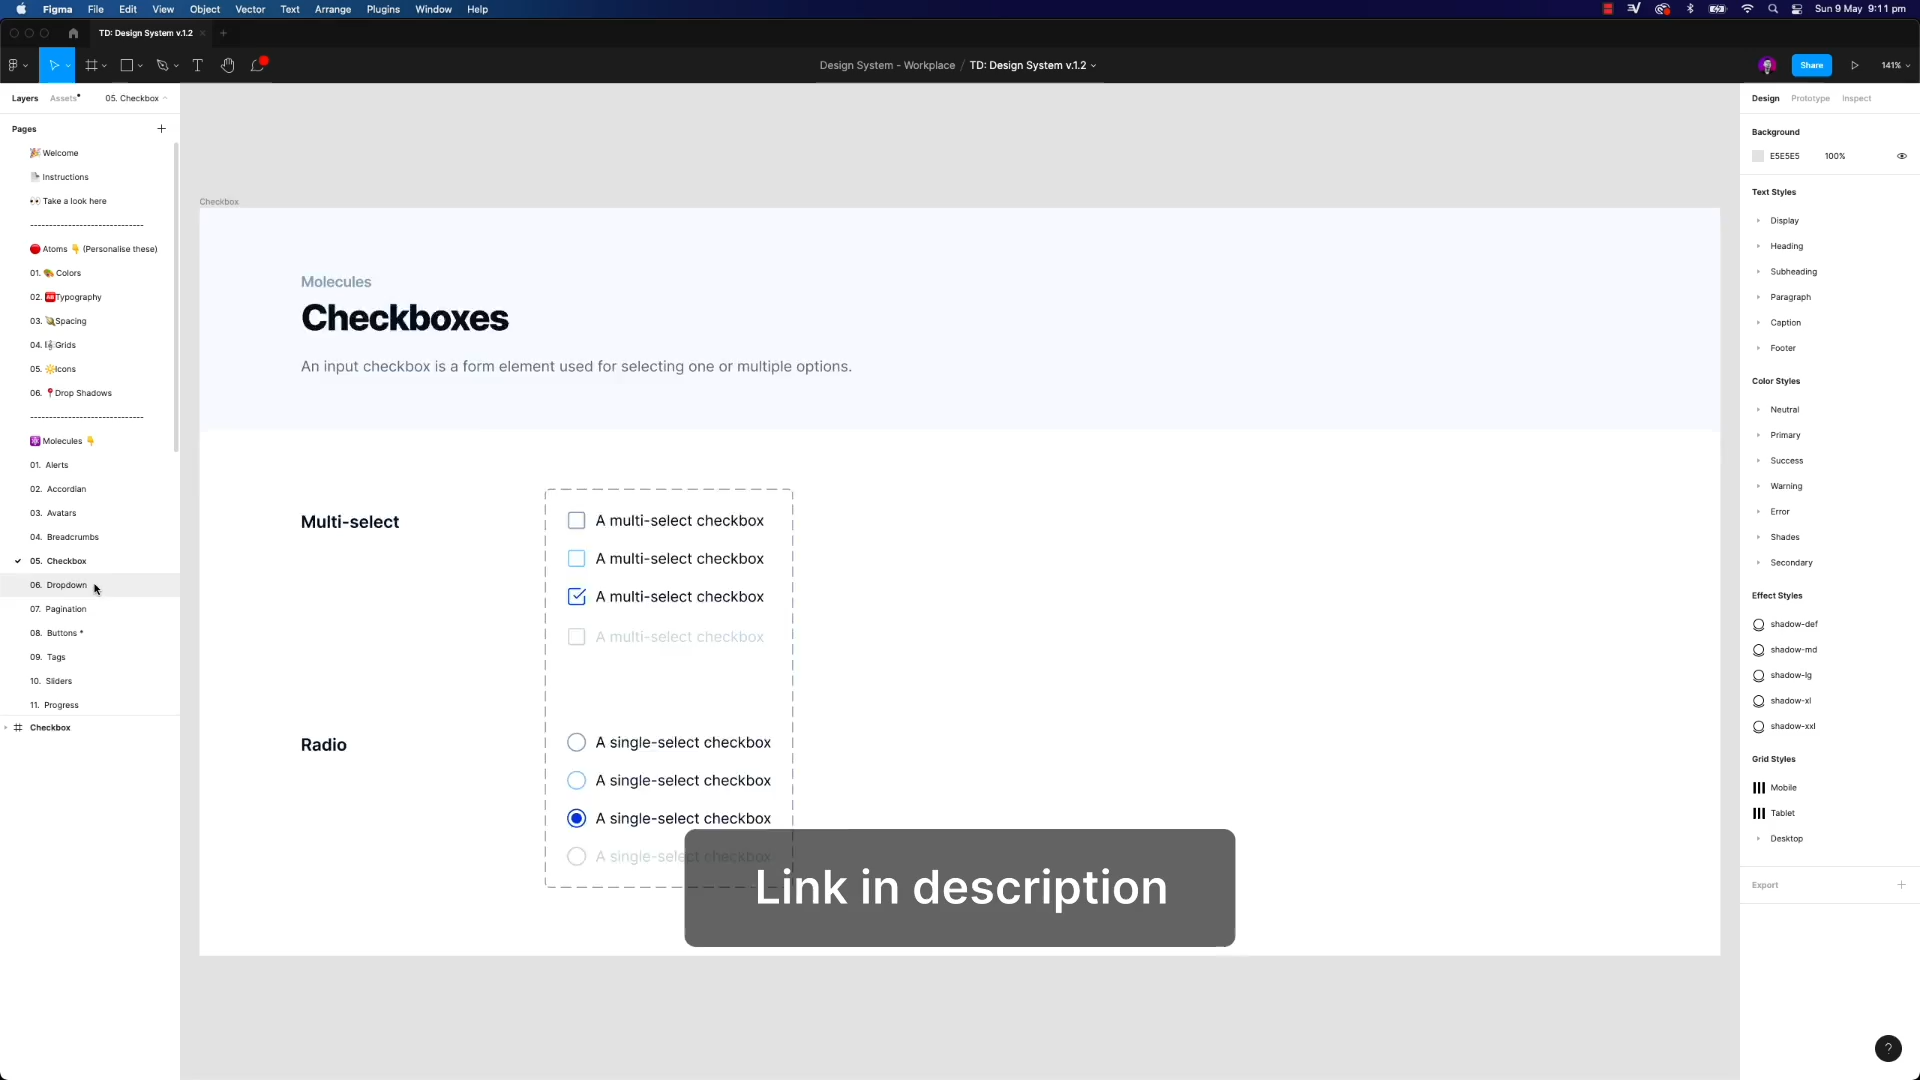 Figma File Edit View Object Vector Text Arrange Plugins Window Help
Sun 9 May 9:11 pm
TD: Design System v.1.2
Design System - Workplace / TD: Design System v.1.2
Share
141%
Layers Assets 05. Checkbox
Pages
Welcome
Instructions
Take a look here
------------------------------
Atoms (Personalise these)
01. Colors
02. Typography
03. Spacing
04. Grids
05. Icons
06. Drop Shadows
------------------------------
Molecules
01. Alerts
02. Accordian
03. Avatars
04. Breadcrumbs
05. Checkbox
06. Dropdown
07. Pagination
08. Buttons *
09. Tags
10. Sliders
11. Progress
Checkbox
Checkbox
Molecules
Checkboxes
An input checkbox is a form element used for selecting one or multiple options.
Multi-select
A multi-select checkbox
A multi-select checkbox
A multi-select checkbox
A multi-select checkbox
Radio
A single-select checkbox
A single-select checkbox
A single-select checkbox
A single-select checkbox
Link in description
Design Prototype Inspect
Background
E5E5E5 100%
Text Styles
Display
Heading
Subheading
Paragraph
Caption
Footer
Color Styles
Neutral
Primary
Success
Warning
Error
Shades
Secondary
Effect Styles
shadow-def
shadow-md
shadow-lg
shadow-xl
shadow-xxl
Grid Styles
Mobile
Tablet
Desktop
Export
?